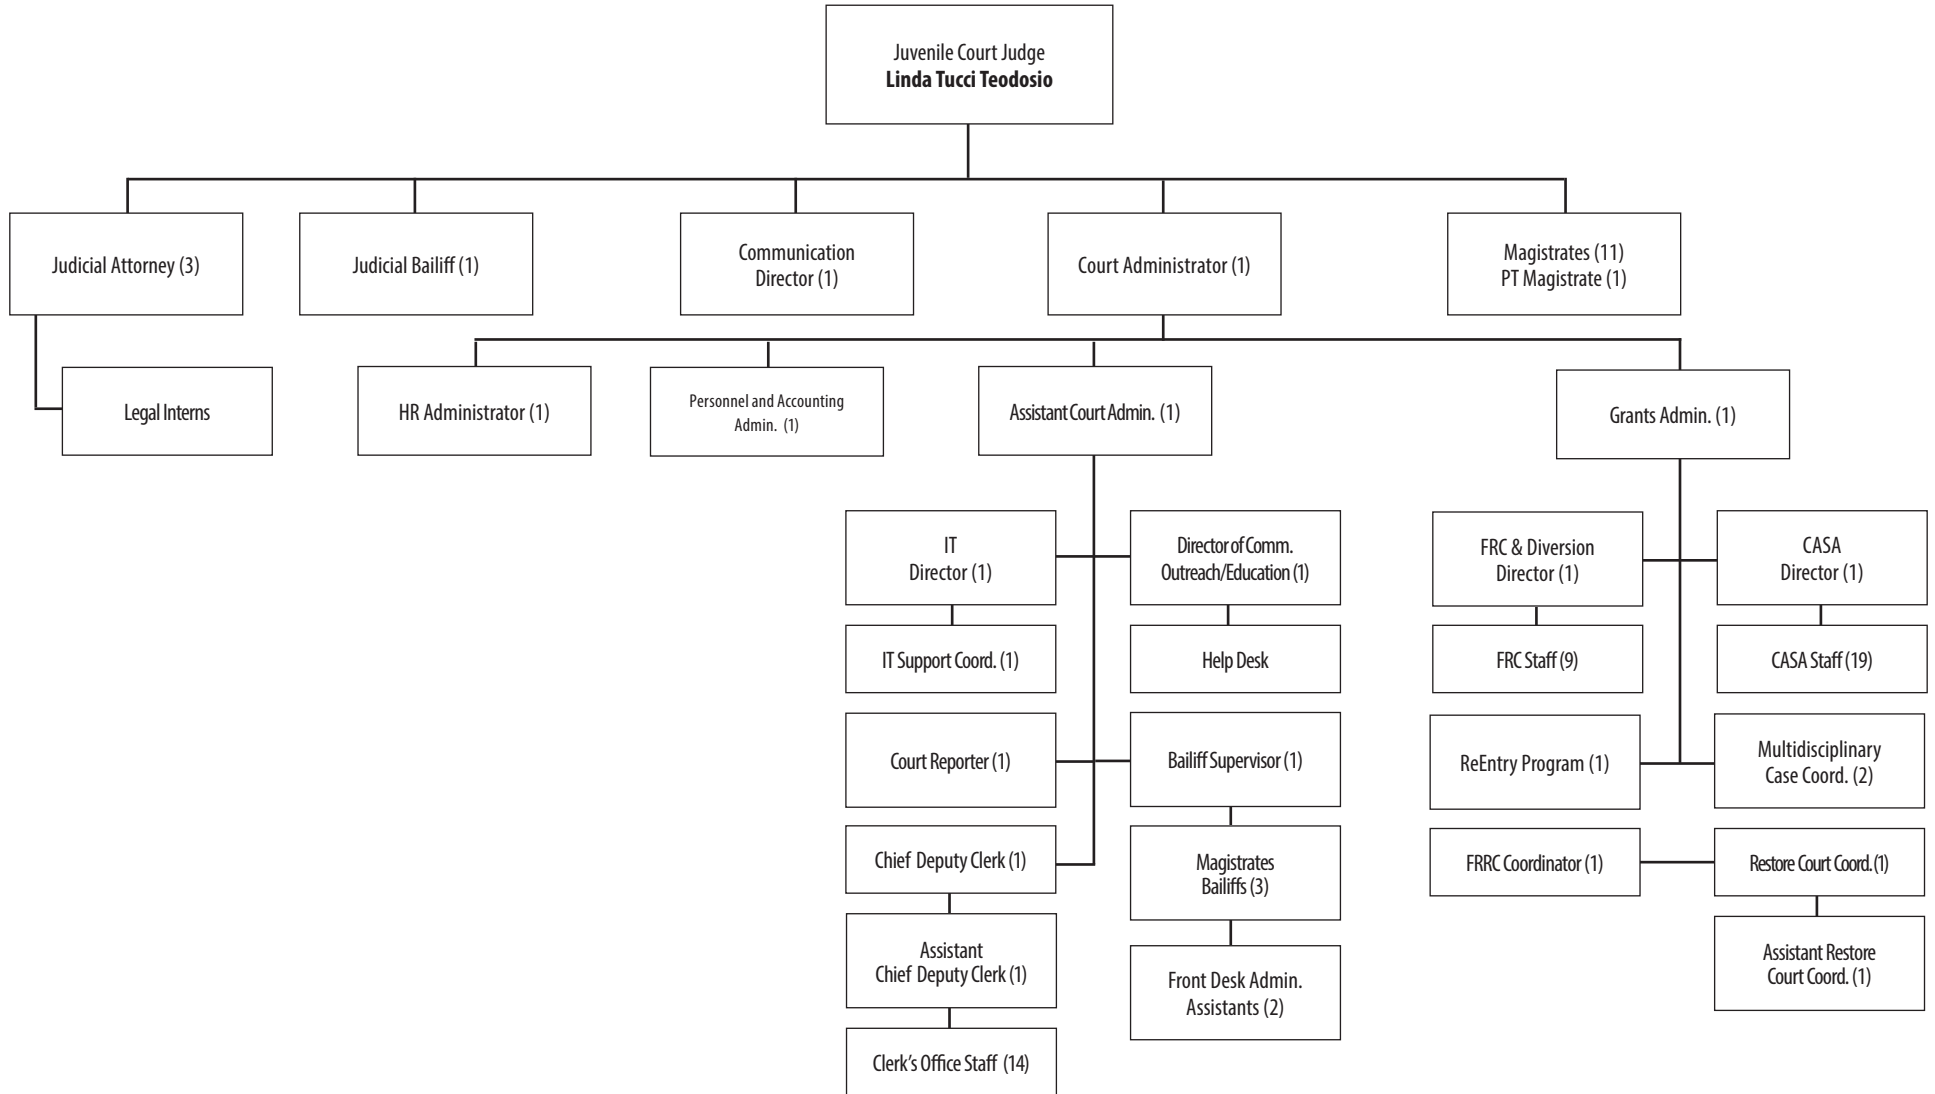 Juvenile Court Judge
Linda Tucci Teodosio
Judicial Attorney (3)
Judicial Bailiff (1)
Communication
Director (1)
Court Administrator (1)
Magistrates (11)
PT Magistrate (1)
Legal Interns
HR Administrator (1)
Personnel and Accounting
Admin. (1)
Assistant Court Admin. (1)
Grants Admin. (1)
IT
Director (1)
Director of Comm.
Outreach/Education (1)
FRC & Diversion
Director (1)
CASA
Director (1)
IT Support Coord. (1)
Help Desk
FRC Staff (9)
CASA Staff (19)
Court Reporter (1)
Bailiff Supervisor (1)
ReEntry Program (1)
Multidisciplinary
Case Coord. (2)
Chief Deputy Clerk (1)
Magistrates
Bailiffs (3)
FRRC Coordinator (1)
Restore Court Coord. (1)
Assistant
Chief Deputy Clerk (1)
Front Desk Admin.
Assistants (2)
Assistant Restore
Court Coord. (1)
Clerk's Office Staff (14)